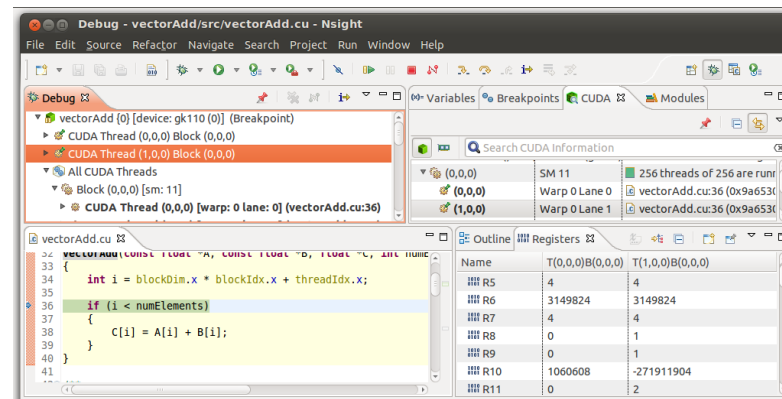 Debug - vectorAdd/src/vectorAdd.cu - Nsight
File Edit Source Refactor Navigate Search Project Run Window Help
Debug
vectorAdd {0} [device: gk110 (0)] (Breakpoint)
CUDA Thread (0,0,0) Block (0,0,0)
CUDA Thread (1,0,0) Block (0,0,0)
All CUDA Threads
Block (0,0,0) [sm: 11]
CUDA Thread (0,0,0) [warp: 0 lane: 0] (vectorAdd.cu:36)
Variables Breakpoints CUDA Modules
Search CUDA Information
(0,0,0) SM 11 256 threads of 256 are runn
(0,0,0) Warp 0 Lane 0 vectorAdd.cu:36 (0x9a6530
(1,0,0) Warp 0 Lane 1 vectorAdd.cu:36 (0x9a6530
vectorAdd.cu
32 vectorAdd(const float *A, const float *B, float *C, int numE
33 {
34 int i = blockDim.x * blockIdx.x + threadIdx.x;
35
36 if (i < numElements)
37 {
38 C[i] = A[i] + B[i];
39 }
40 }
41
Outline Registers
Name T(0,0,0)B(0,0,0) T(1,0,0)B(0,0,0)
R5 4 4
R6 3149824 3149824
R7 4 4
R8 0 1
R9 0 1
R10 1060608 -271911904
R11 0 2